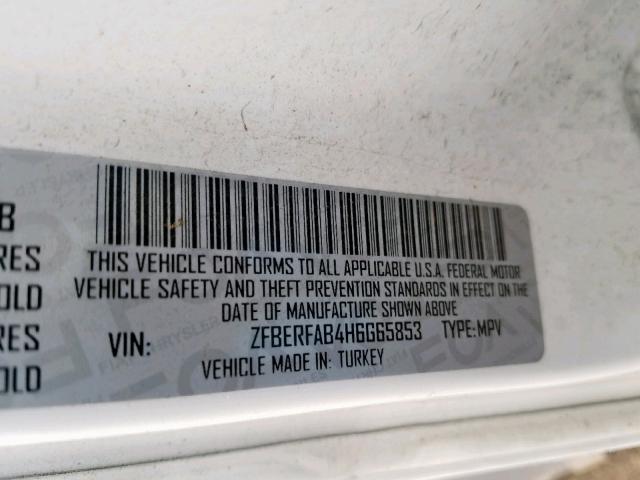 B
RES
OLD
RES
OLD
THIS VEHICLE CONFORMS TO ALL APPLICABLE U.S.A. FEDERAL MOTOR
VEHICLE SAFETY AND THEFT PREVENTION STANDARDS IN EFFECT ON THE
DATE OF MANUFACTURE SHOWN ABOVE
VIN: ZFBERFAB4H6G65853 TYPE:MPV
VEHICLE MADE IN: TURKEY